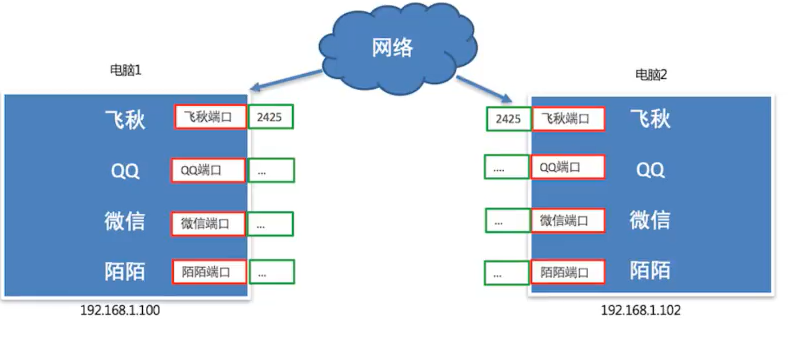 网络
电脑1
飞秋
飞秋端口
2425
QQ
QQ端口
...
微信
微信端口
...
陌陌
陌陌端口
...
192.168.1.100
电脑2
2425
飞秋端口
飞秋
....
QQ端口
QQ
...
微信端口
微信
...
陌陌端口
陌陌
192.168.1.102